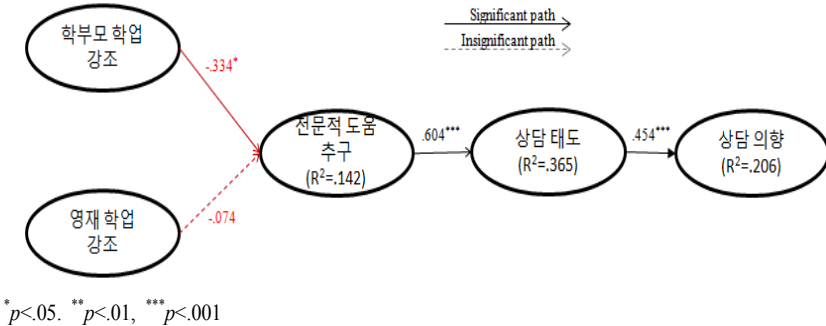 학부모 학업
강조
Significant path
Insignificant path
-.334*
전문적 도움
추구
(R²=.142)
.604***
상담 태도
(R²=.365)
.454***
상담 의향
(R²=.206)
영재 학업
강조
-.074
*p<.05. **p<.01, ***p<.001